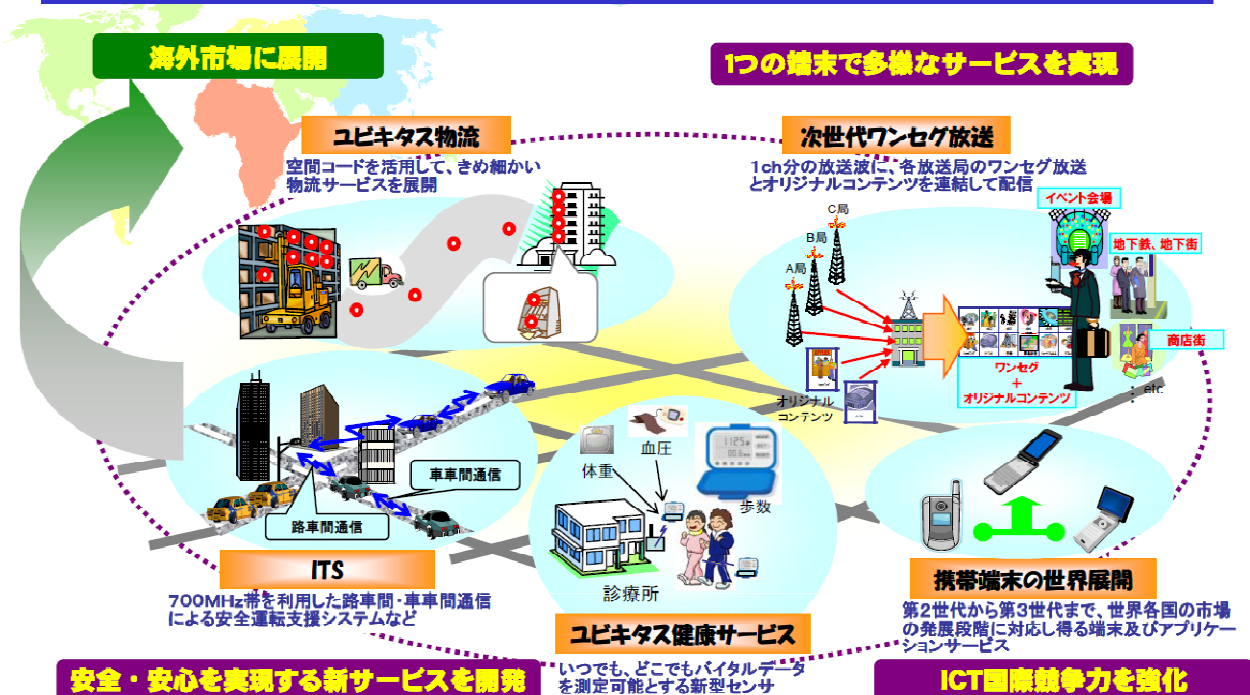 海外市場に展開
1つの端末で多様なサービスを実現
ユビキタス物流
空間コードを活用して、きめ細かい
物流サービスを展開
次世代ワンセグ放送
1ch分の放送波に、各放送局のワンセグ放送
とオリジナルコンテンツを連結して配信
C局
B局
A局
イベント会場
地下鉄、地下街
商店街
ワンセグ
+
オリジナルコンテンツ
オリジナル
コンテンツ
: etc
車車間通信
路車間通信
ITS
700MHz帯を利用した路車間・車車間通信
による安全運転支援システムなど
血圧
体重
歩数
診療所
ユビキタス健康サービス
いつでも、どこでもバイタルデータ
を測定可能とする新型センサ
携帯端末の世界展開
第2世代から第3世代まで、世界各国の市場
の発展段階に対応し得る端末及びアプリケー
ションサービス
安全・安心を実現する新サービスを開発
ICT国際競争力を強化